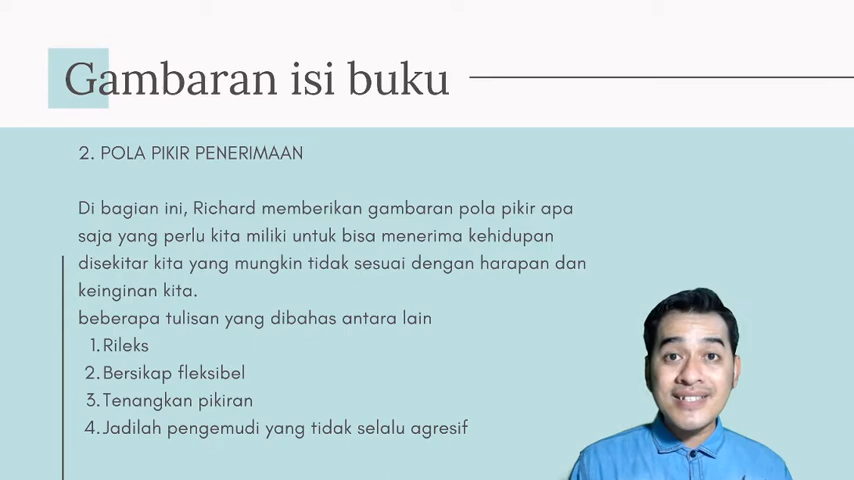 Gambaran isi buku
2. POLA PIKIR PENERIMAAN
Di bagian ini, Richard memberikan gambaran pola pikir apa
saja yang perlu kita miliki untuk bisa menerima kehidupan
disekitar kita yang mungkin tidak sesuai dengan harapan dan
keinginan kita.
beberapa tulisan yang dibahas antara lain
1. Rileks
2. Bersikap fleksibel
3. Tenangkan pikiran
4. Jadilah pengemudi yang tidak selalu agresif